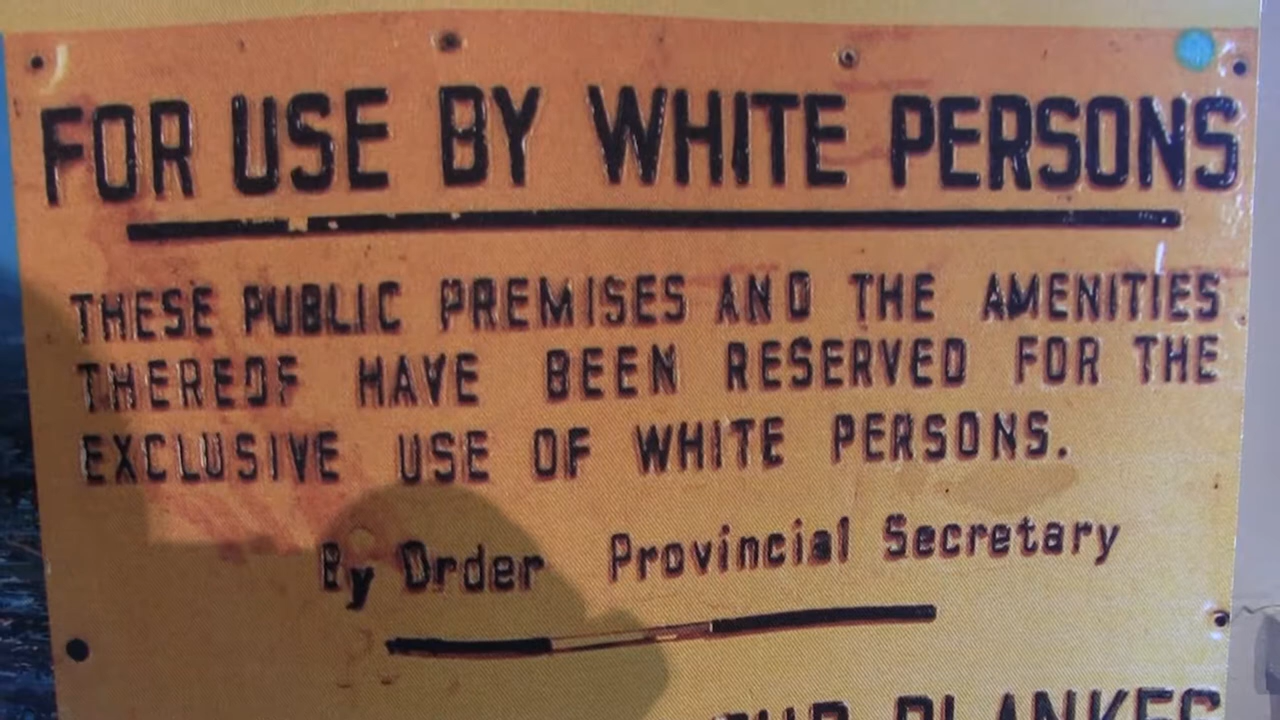 FOR USE BY WHITE PERSONS
THESE PUBLIC PREMISES AND THE AMENITIES
THEREOF HAVE BEEN RESERVED FOR THE
EXCLUSIVE USE OF WHITE PERSONS.
By Order Provincial Secretary